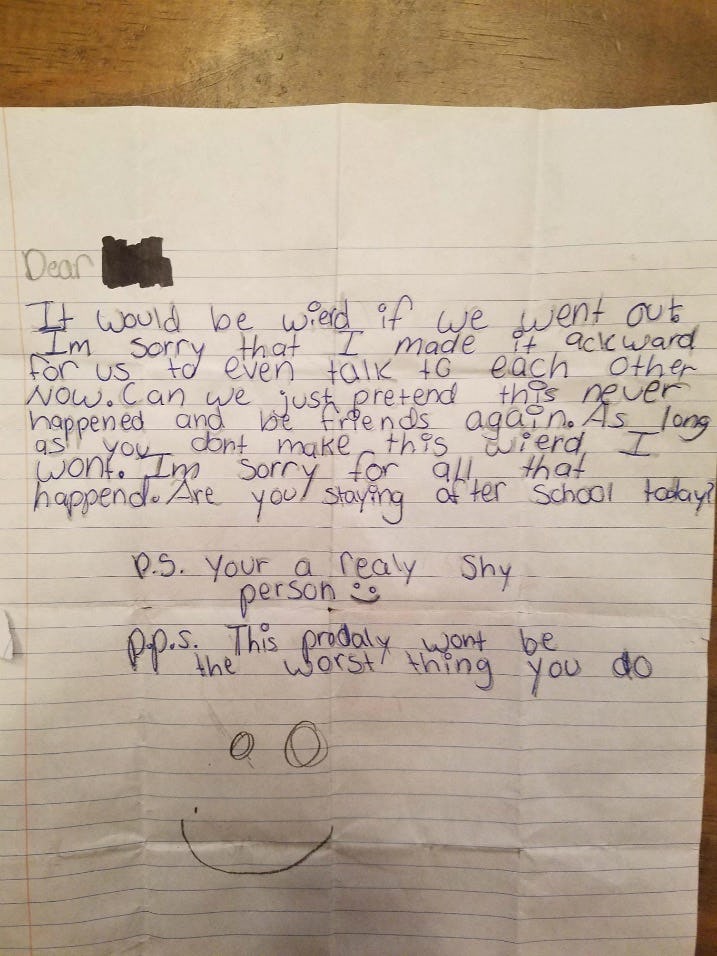 Dear
It would be wierd if we went out.
Im sorry that I made it ackward
for us to even talk to each other
Now. Can we just pretend this never
happened and be friends again. As long
as you dont make this wierd I
wont. Im sorry for all that
happend. Are you staying after school today?
P.S. Your a realy shy
person
p.p.s. This prodaly wont be
the worst thing you do